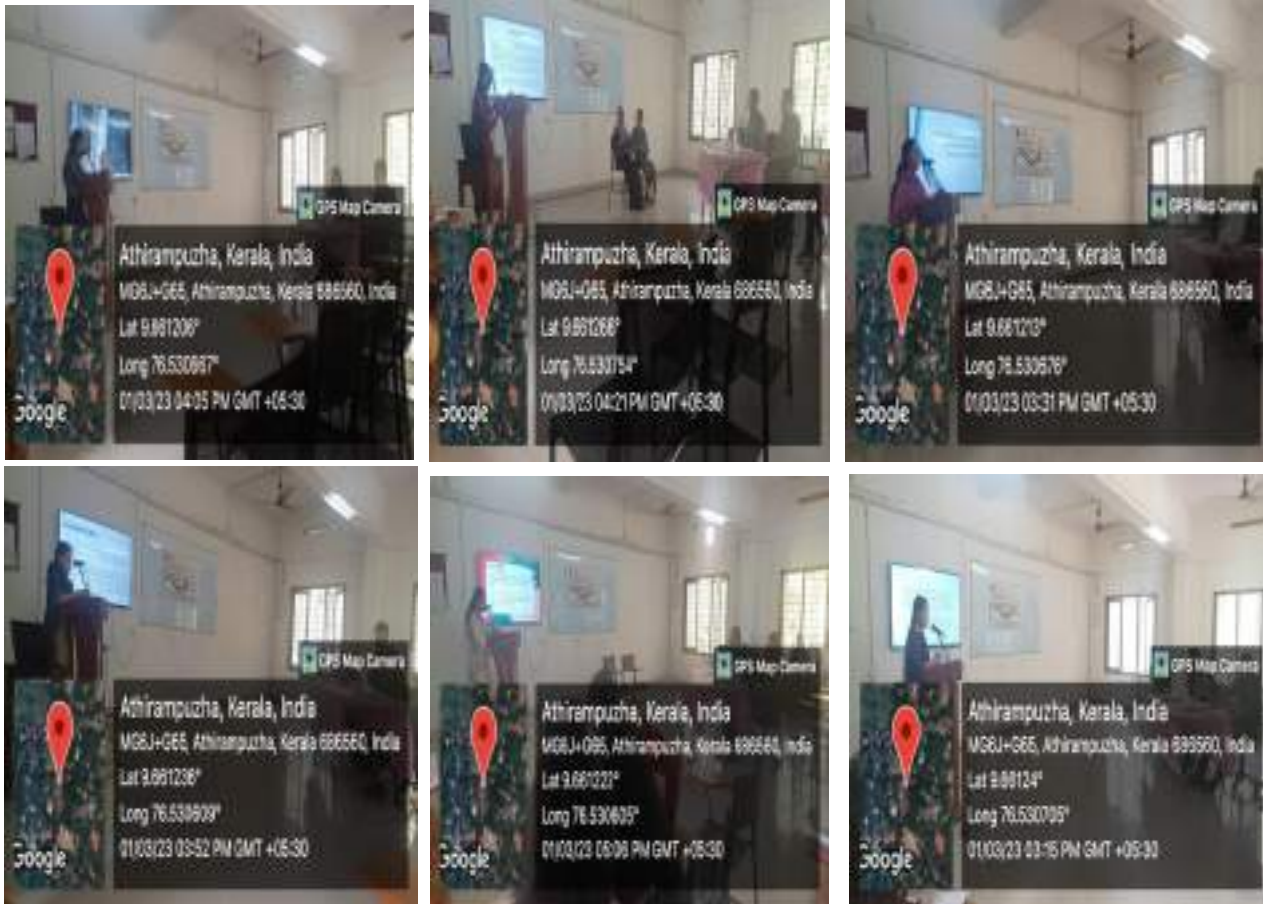 GPS Map Camera
Athirampuzha, Kerala, India
MG6J+G65, Athirampuzha, Kerala 686560, India
Lat 9.661206°
Long 76.530667°
01/03/23 04:05 PM GMT +05:30
Google
GPS Map Camera
Athirampuzha, Kerala, India
MG6J+G65, Athirampuzha, Kerala 686560, India
Lat 9.661266°
Long 76.530754°
01/03/23 04:21 PM GMT +05:30
Google
GPS Map Camera
Athirampuzha, Kerala, India
MG6J+G65, Athirampuzha, Kerala 686560, India
Lat 9.661213°
Long 76.530676°
01/03/23 03:31 PM GMT +05:30
Google
GPS Map Camera
Athirampuzha, Kerala, India
MG6J+G65, Athirampuzha, Kerala 686560, India
Lat 9.661236°
Long 76.530609°
01/03/23 03:52 PM GMT +05:30
Google
GPS Map Camera
Athirampuzha, Kerala, India
MG6J+G65, Athirampuzha, Kerala 686560, India
Lat 9.661222°
Long 76.530605°
01/03/23 05:06 PM GMT +05:30
Google
GPS Map Camera
Athirampuzha, Kerala, India
MG6J+G65, Athirampuzha, Kerala 686560, India
Lat 9.66124°
Long 76.530705°
01/03/23 03:15 PM GMT +05:30
Google